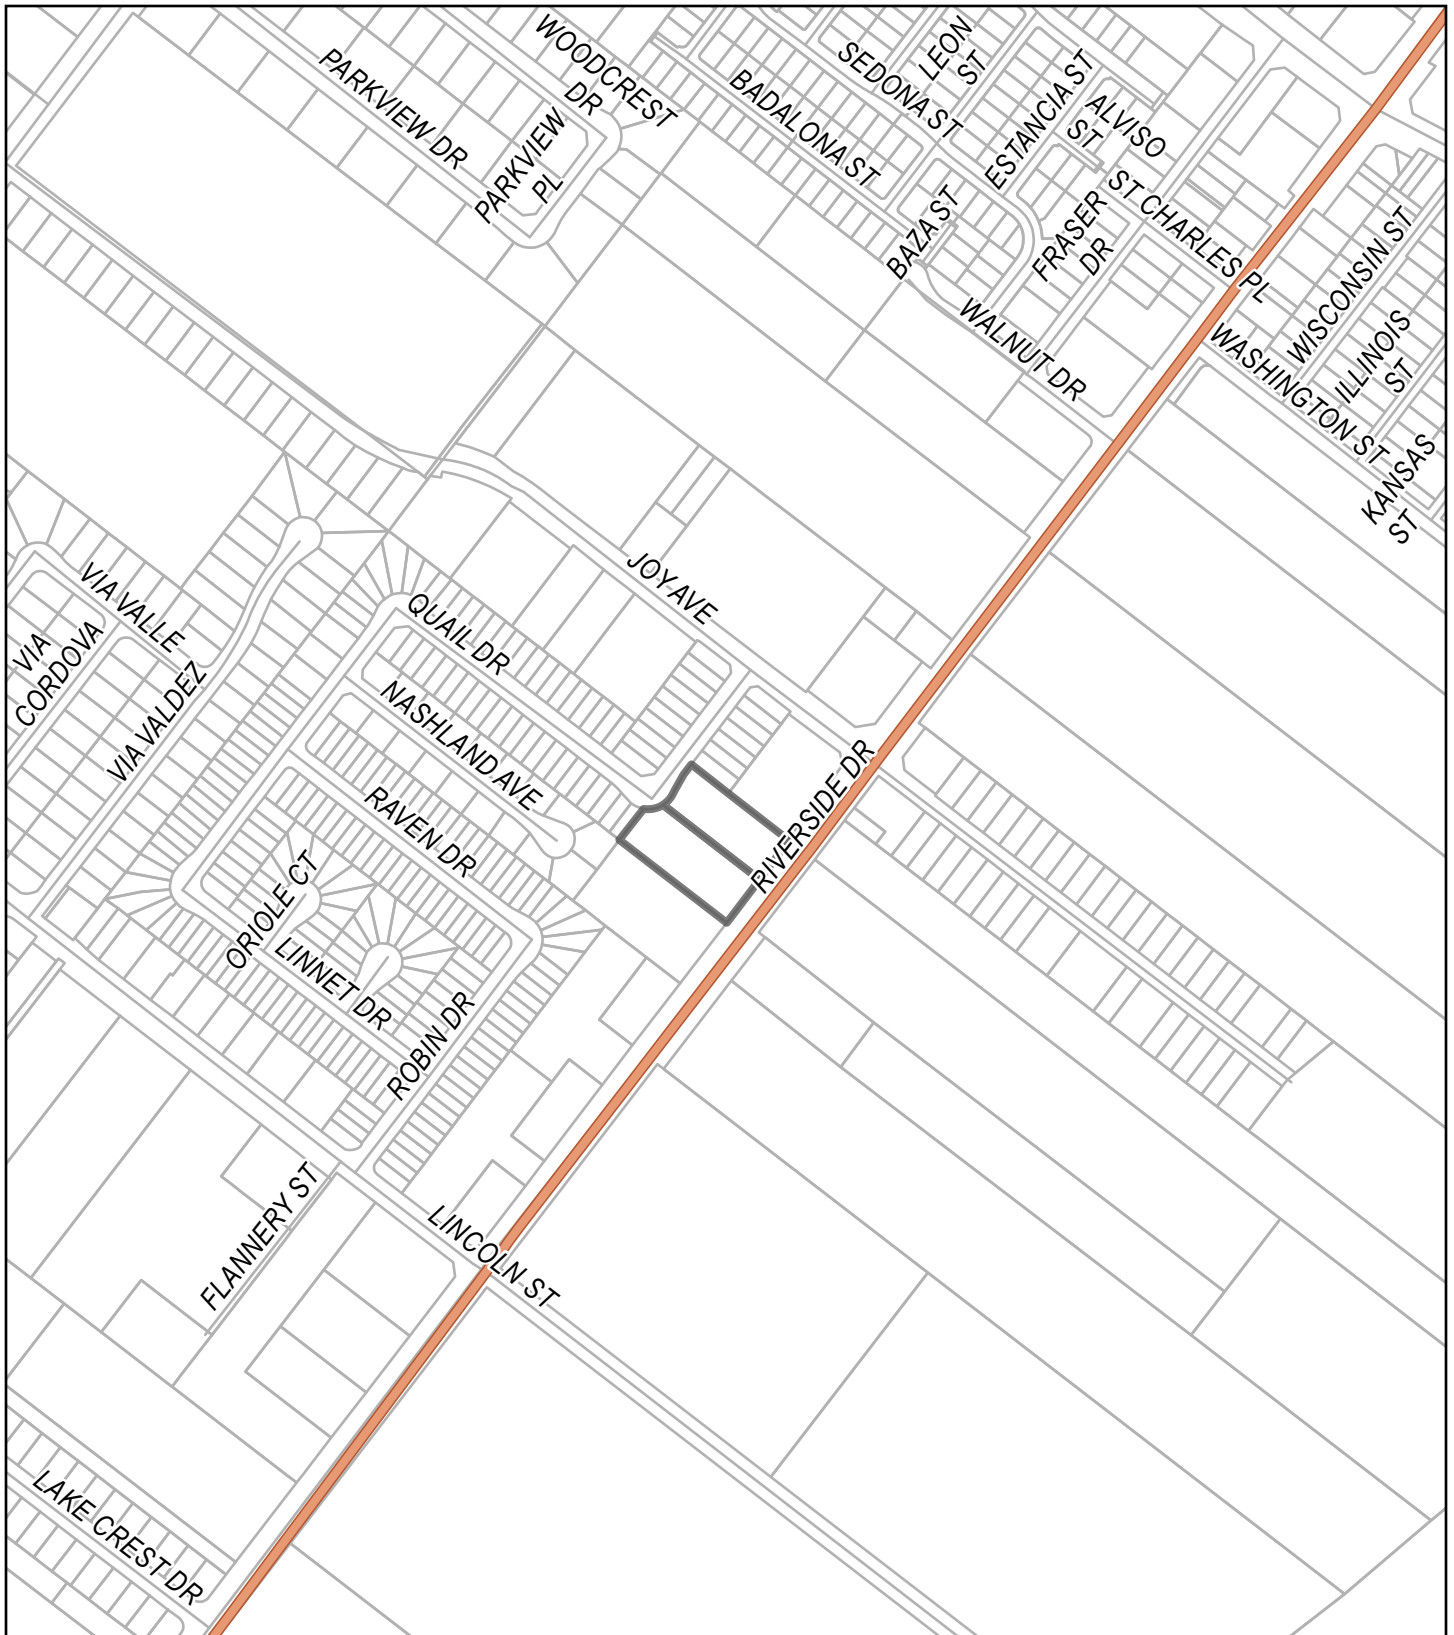 WOODCREST
DR
PARKVIEW DR
PARKVIEW
PL
BADALONA ST
SEDONA ST
LEON
ST
ESTANCIA ST
ALVISO
ST
ST CHARLES PL
BAZA ST
FRASER
DR
WALNUT DR
WISCONSIN ST
ILLINOIS
ST
WASHINGTON ST
KANSAS
ST
JOY AVE
VIA VALLE
VIA
CORDOVA
VIA VALDEZ
QUAIL DR
NASHLAND AVE
RAVEN DR
RIVERSIDE DR
ORIOLE CT
LINNET DR
ROBIN DR
FLANNERY ST
LINCOLN ST
LAKE CREST DR